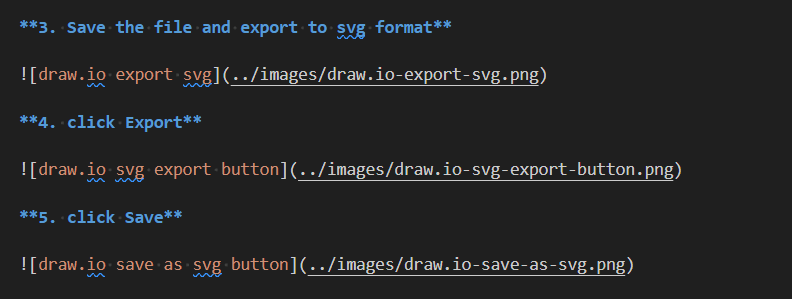 **3. Save the file and export to svg format**
![draw.io export svg](../images/draw.io-export-svg.png)
**4. click Export**
![draw.io svg export button](../images/draw.io-svg-export-button.png)
**5. click Save**
![draw.io save as svg button](../images/draw.io-save-as-svg.png)